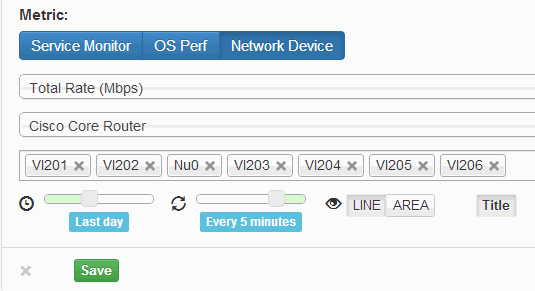 Metric:
Service Monitor OS Perf Network Device
Total Rate (Mbps)
Cisco Core Router
Vl201 Vl202 Nu0 Vl203 Vl204 Vl205 Vl206
LINE AREA Title
Last day Every 5 minutes
Save